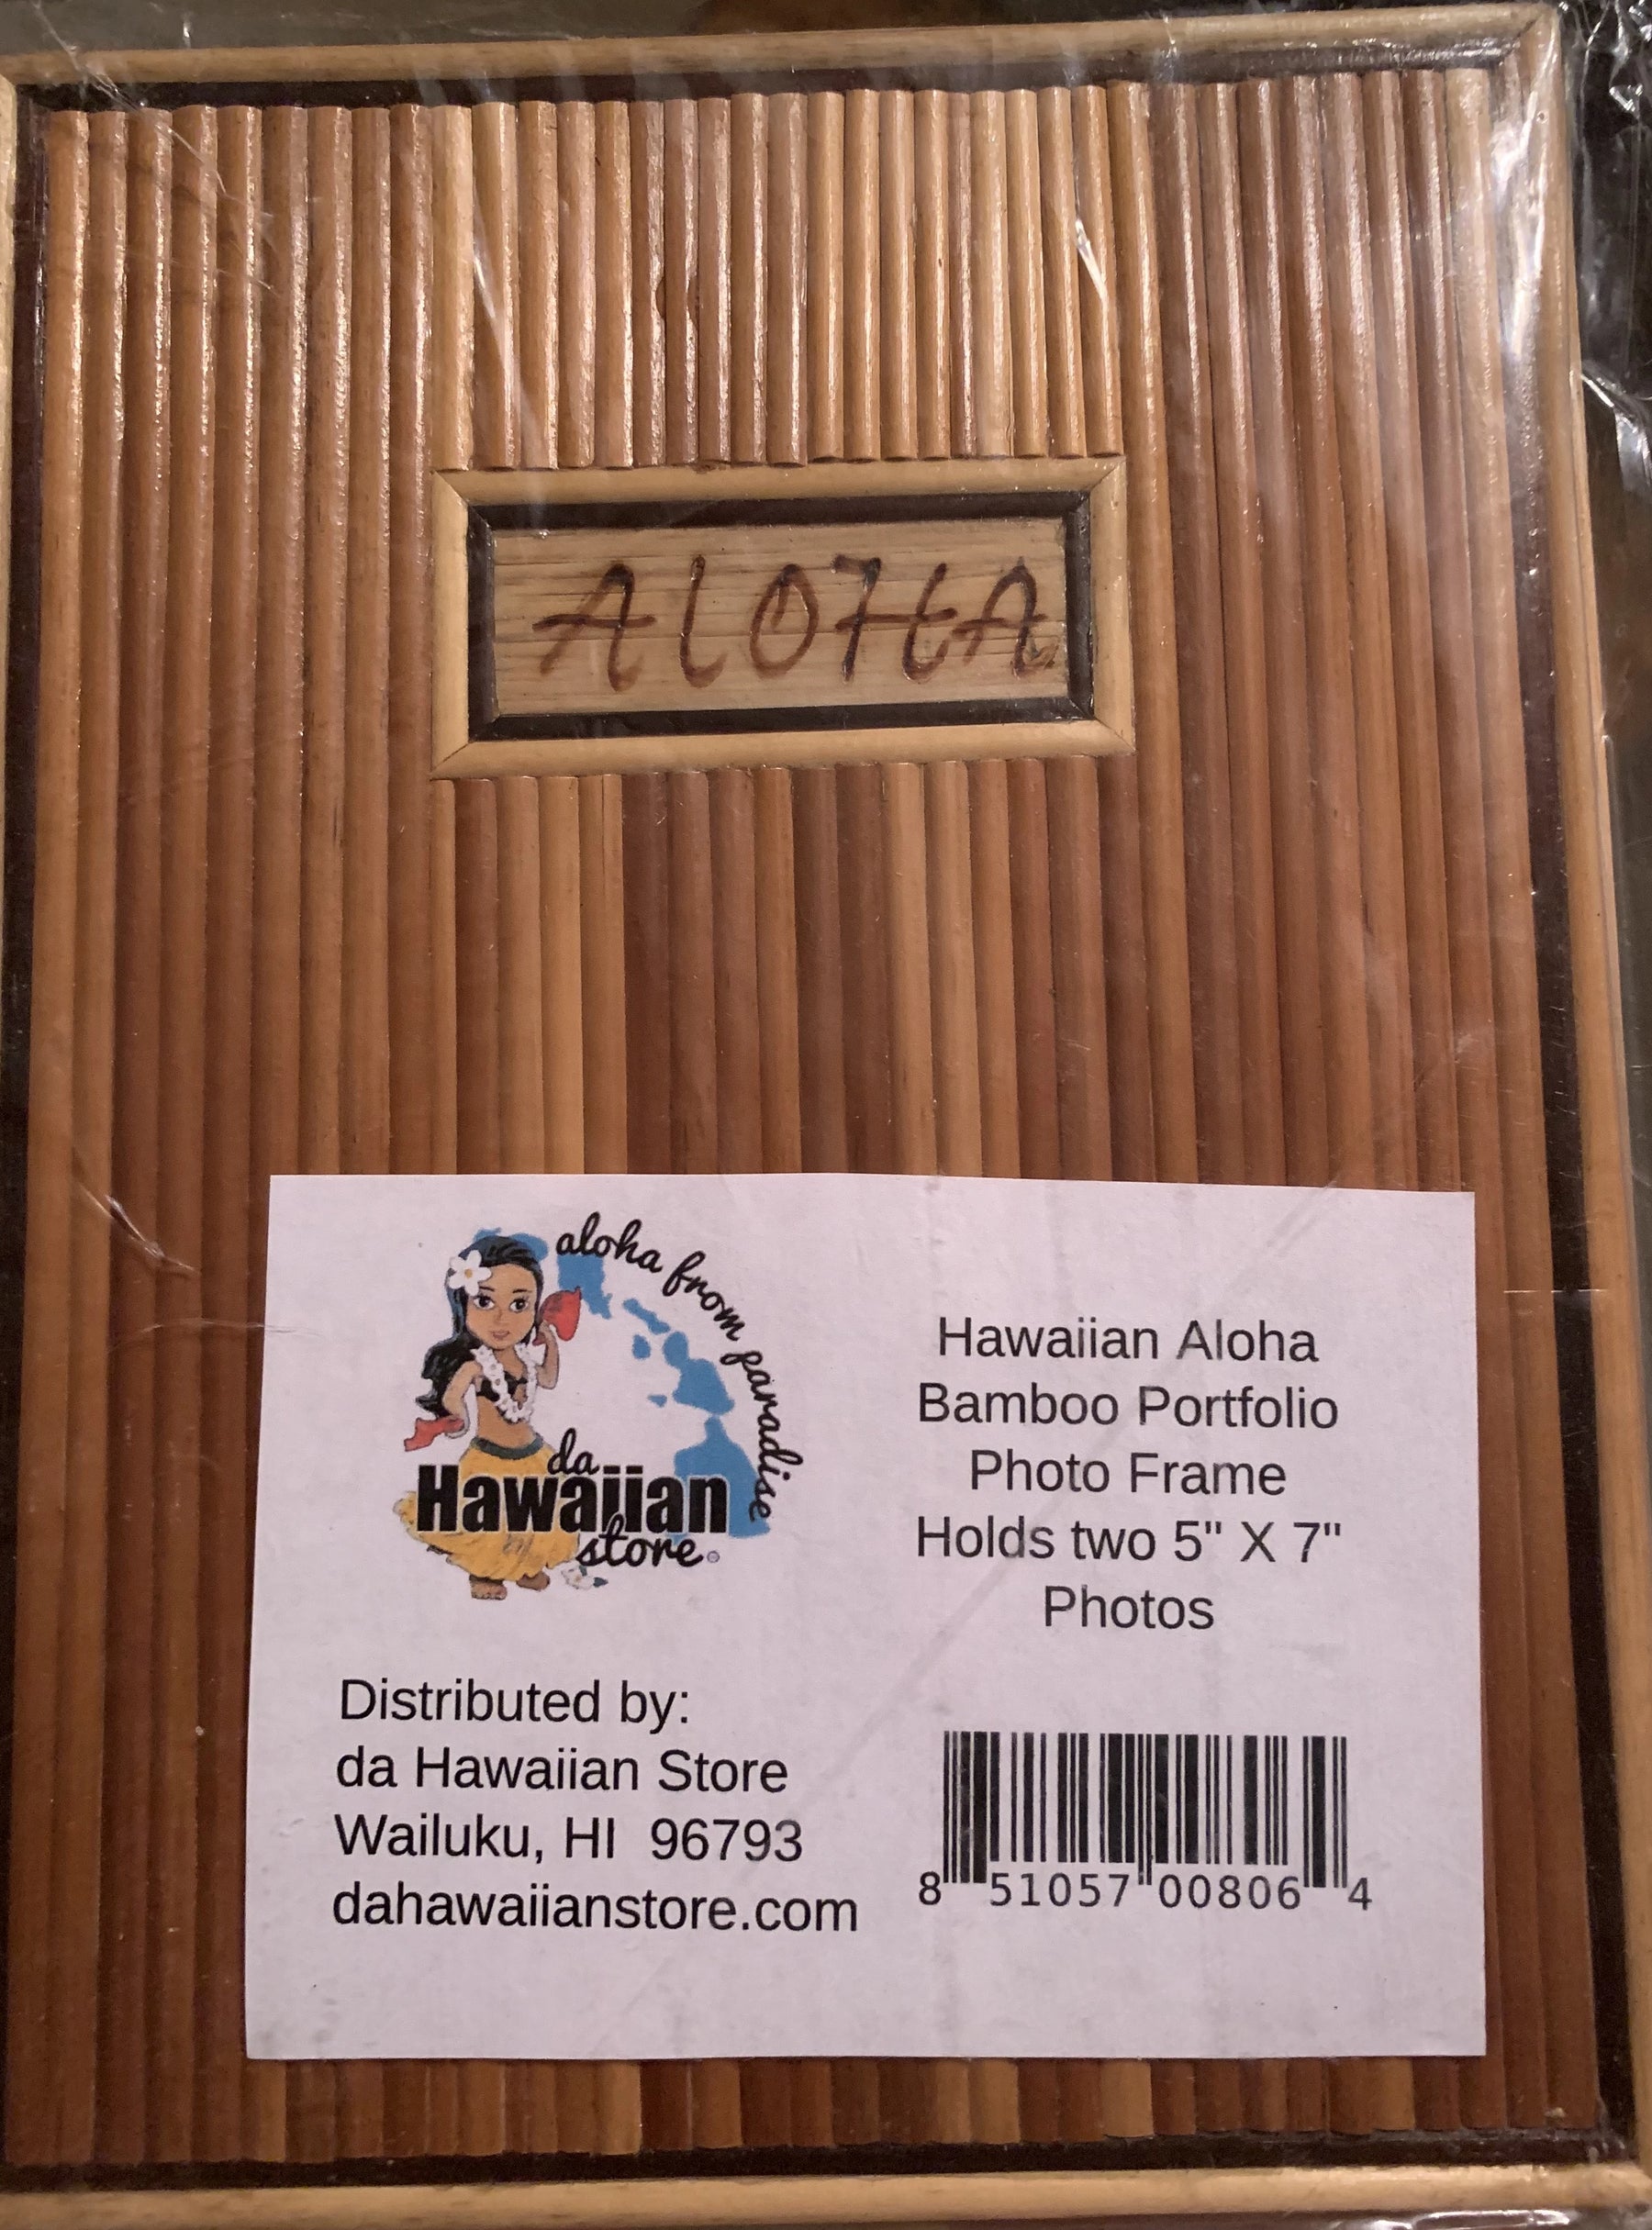 ALOHA
aloha from paradise
da
Hawaiian
store
Hawaiian Aloha
Bamboo Portfolio
Photo Frame
Holds two 5" X 7"
Photos
Distributed by:
da Hawaiian Store
Wailuku, HI  96793
dahawaiianstore.com
8 51057 00806 4